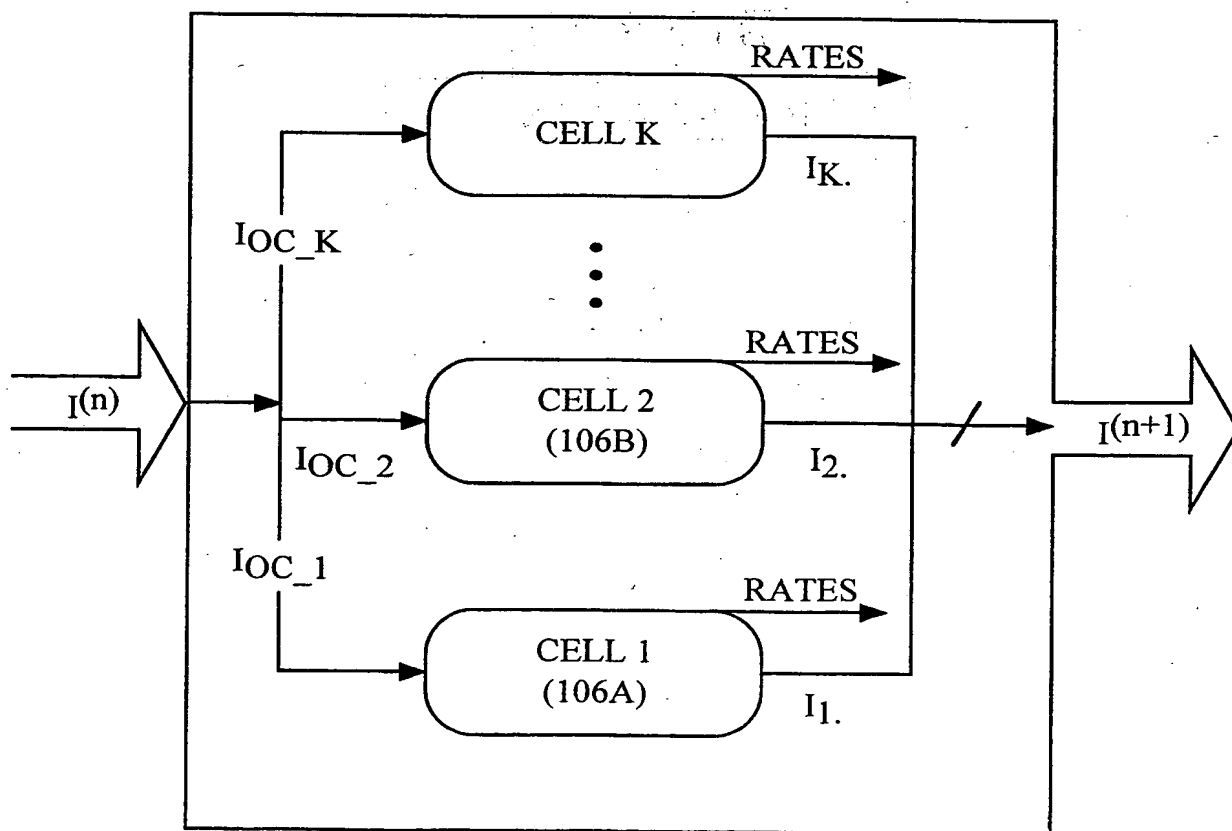 RATES
CELL K
IK.
IOC_K
RATES
I(n)
CELL 2
(106B)
I(n+1)
IOC_2
I2.
IOC_1
RATES
CELL 1
(106A)
I1.